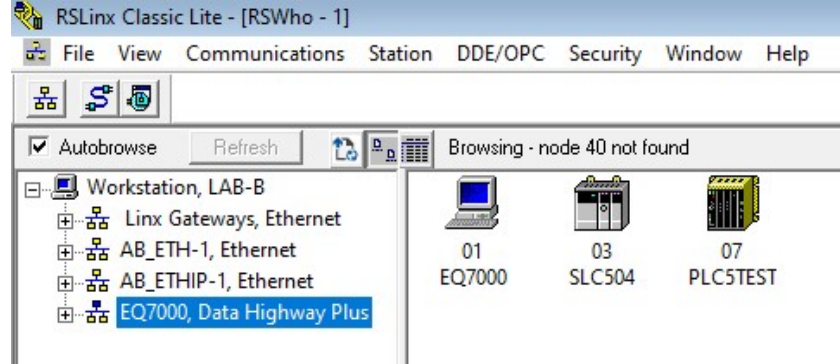 RSLinx Classic Lite - [RSWho - 1]
File View Communications Station DDE/OPC Security Window Help
Autobrowse Refresh Browsing - node 40 not found
Workstation, LAB-B
Linx Gateways, Ethernet
AB_ETH-1, Ethernet
AB_ETHIP-1, Ethernet
EQ7000, Data Highway Plus
01 03 07
EQ7000 SLC504 PLC5TEST